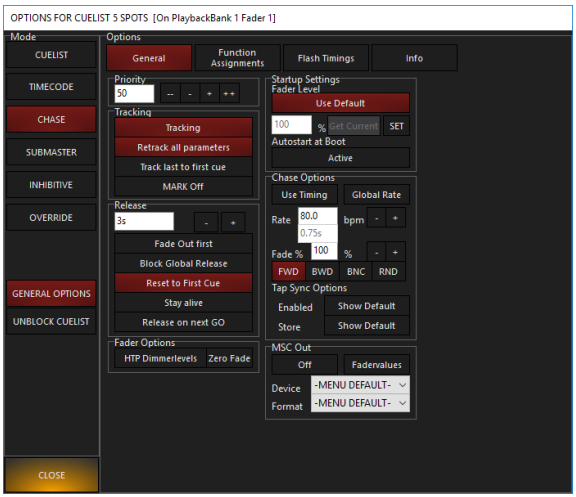 OPTIONS FOR CUELIST 5 SPOTS [On PlaybackBank 1 Fader 1]
Mode
CUELIST
TIMECODE
CHASE
SUBMASTER
INHIBITIVE
OVERRIDE
GENERAL OPTIONS
UNBLOCK CUELIST
CLOSE
Options
General
Function
Assignments
Flash Timings
Info
Priority
50 -- - + ++
Tracking
Tracking
Retrack all parameters
Track last to first cue
MARK Off
Release
3s - +
Fade Out first
Block Global Release
Reset to First Cue
Stay alive
Release on next GO
Fader Options
HTP Dimmerlevels Zero Fade
Startup Settings
Fader Level
Use Default
100 % Get Current SET
Autostart at Boot
Active
Chase Options
Use Timing Global Rate
Rate 80.0 bpm - +
0.75s
Fade % 100 % - +
FWD BWD BNC RND
Tap Sync Options
Enabled Show Default
Store Show Default
MSC Out
Off Fadervalues
Device -MENU DEFAULT-
Format -MENU DEFAULT-